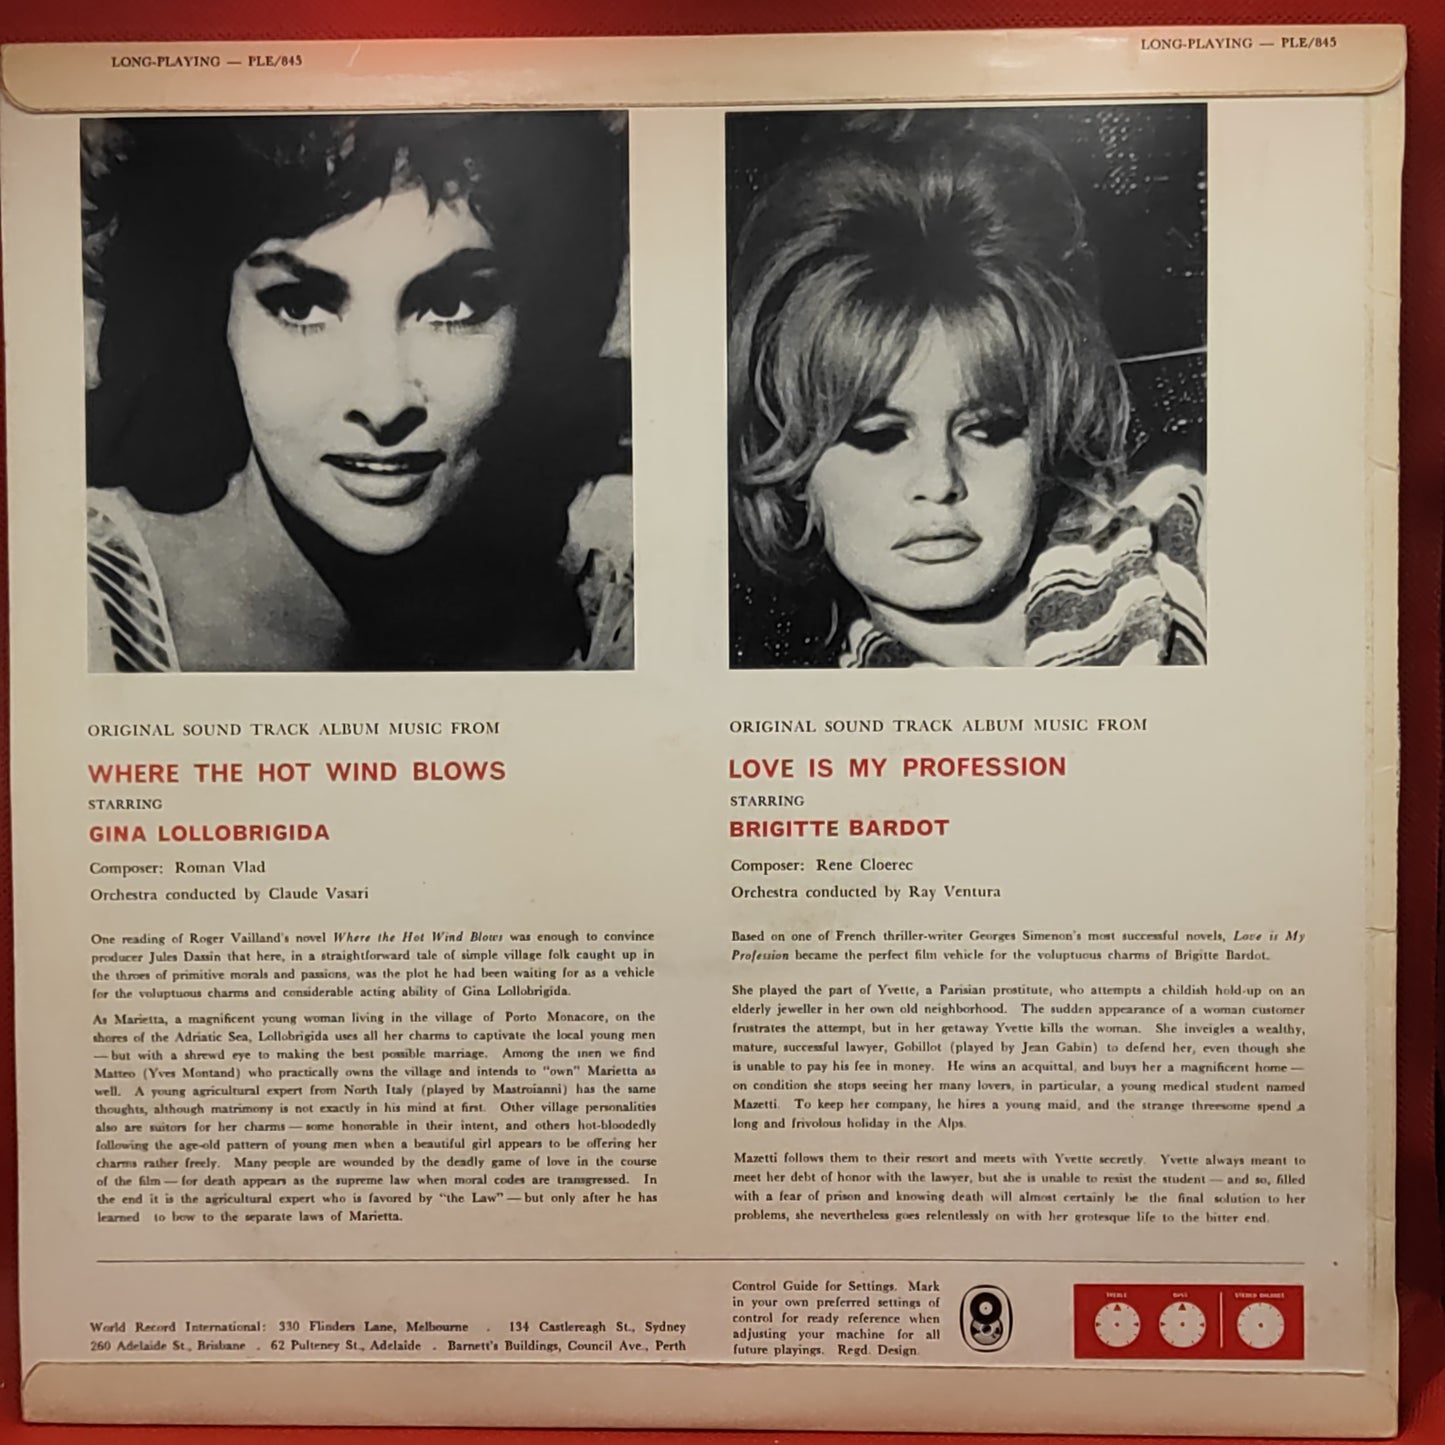 LONG-PLAYING — PLE/845
LONG-PLAYING — PLE/845
ORIGINAL SOUND TRACK ALBUM MUSIC FROM
WHERE THE HOT WIND BLOWS
STARRING
GINA LOLLOBRIGIDA
Composer: Roman Vlad
Orchestra conducted by Claude Vasari
One reading of Roger Vailland's novel Where the Hot Wind Blows was enough to convince
producer Jules Dassin that here, in a straightforward tale of simple village folk caught up in
the throes of primitive morals and passions, was the plot he had been waiting for as a vehicle
for the voluptuous charms and considerable acting ability of Gina Lollobrigida.
As Marietta, a magnificent young woman living in the village of Porto Monacore, on the
shores of the Adriatic Sea, Lollobrigida uses all her charms to captivate the local young men
— but with a shrewd eye to making the best possible marriage. Among the men we find
Matteo (Yves Montand) who practically owns the village and intends to "own" Marietta as
well. A young agricultural expert from North Italy (played by Mastroianni) has the same
thoughts, although matrimony is not exactly in his mind at first. Other village personalities
also are suitors for her charms — some honorable in their intent, and others hot-bloodedly
following the age-old pattern of young men when a beautiful girl appears to be offering her
charms rather freely. Many people are wounded by the deadly game of love in the course
of the film — for death appears as the supreme law when moral codes are transgressed. In
the end it is the agricultural expert who is favored by "the Law" — but only after he has
learned to bow to the separate laws of Marietta.
ORIGINAL SOUND TRACK ALBUM MUSIC FROM
LOVE IS MY PROFESSION
STARRING
BRIGITTE BARDOT
Composer: Rene Cloerec
Orchestra conducted by Ray Ventura
Based on one of French thriller-writer Georges Simenon's most successful novels, Love is My
Profession became the perfect film vehicle for the voluptuous charms of Brigitte Bardot.
She played the part of Yvette, a Parisian prostitute, who attempts a childish hold-up on an
elderly jeweller in her own old neighborhood. The sudden appearance of a woman customer
frustrates the attempt, but in her getaway Yvette kills the woman. She inveigles a wealthy,
mature, successful lawyer, Gobillot (played by Jean Gabin) to defend her, even though she
is unable to pay his fee in money. He wins an acquittal, and buys her a magnificent home —
on condition she stops seeing her many lovers, in particular, a young medical student named
Mazetti. To keep her company, he hires a young maid, and the strange threesome spend a
long and frivolous holiday in the Alps.
Mazetti follows them to their resort and meets with Yvette secretly. Yvette always meant to
meet her debt of honor with the lawyer, but she is unable to resist the student — and so, filled
with a fear of prison and knowing death will almost certainly be the final solution to her
problems, she nevertheless goes relentlessly on with her grotesque life to the bitter end.
World Record International: 330 Flinders Lane, Melbourne . 134 Castlereagh St., Sydney
260 Adelaide St., Brisbane . 62 Pulteney St., Adelaide . Barnett's Buildings, Council Ave., Perth
Control Guide for Settings. Mark
in your own preferred settings of
control for ready reference when
adjusting your machine for all
future playings. Regd. Design.
TREBLE
BASS
STEREO BALANCE